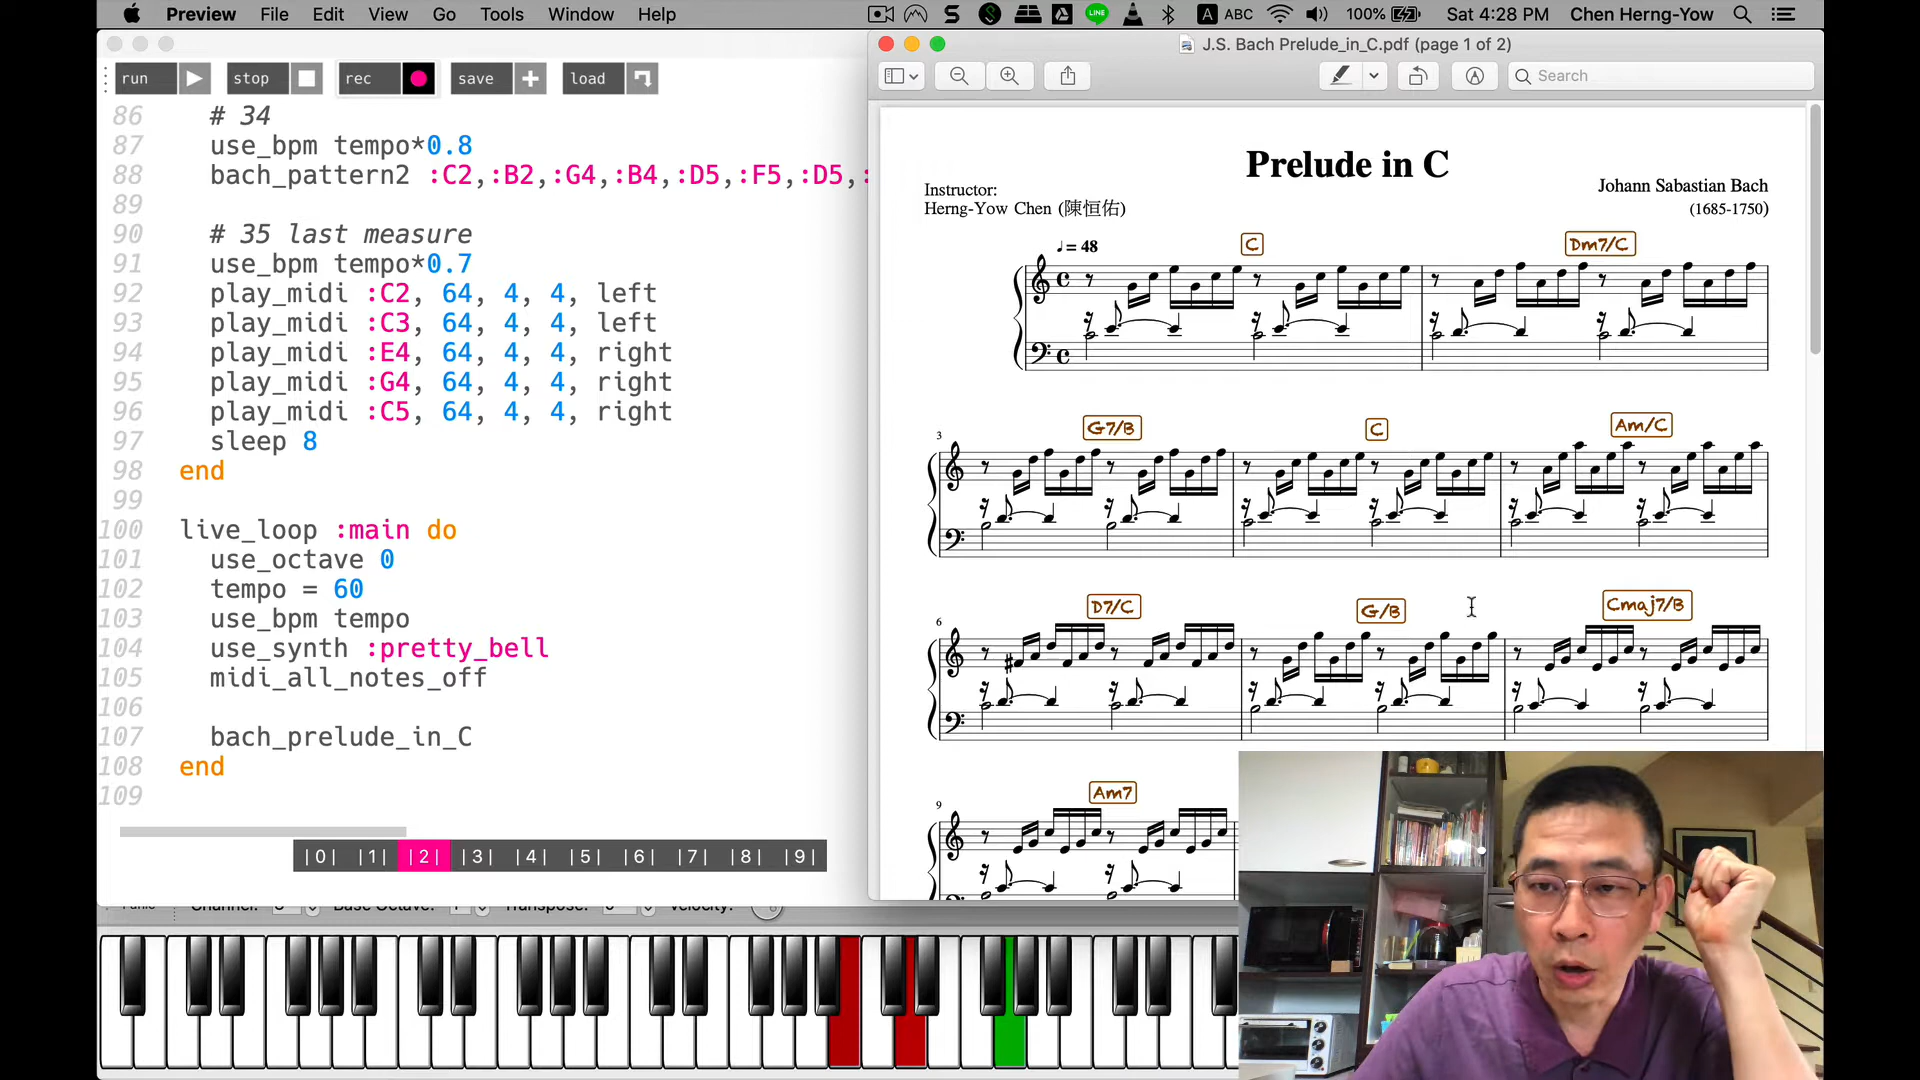 Preview File Edit View Go Tools Window Help
LINE A ABC 100% Sat 4:28 PM Chen Herng-Yow
run stop rec save load
J.S. Bach Prelude_in_C.pdf (page 1 of 2)
Search
86 # 34
87 use_bpm tempo*0.8
88 bach_pattern2 :C2,:B2,:G4,:B4,:D5,:F5,:D5,:
89
90 # 35 last measure
91 use_bpm tempo*0.7
92 play_midi :C2, 64, 4, 4, left
93 play_midi :C3, 64, 4, 4, left
94 play_midi :E4, 64, 4, 4, right
95 play_midi :G4, 64, 4, 4, right
96 play_midi :C5, 64, 4, 4, right
97 sleep 8
98 end
99
100 live_loop :main do
101 use_octave 0
102 tempo = 60
103 use_bpm tempo
104 use_synth :pretty_bell
105 midi_all_notes_off
106
107 bach_prelude_in_C
108 end
109
|0| |1| |2| |3| |4| |5| |6| |7| |8| |9|
Prelude in C
Instructor:
Herng-Yow Chen (陳恒佑)
Johann Sabastian Bach
(1685-1750)
♩ = 48
C Dm7/C
3 G7/B C Am/C
6 D7/C G/B Cmaj7/B
9 Am7